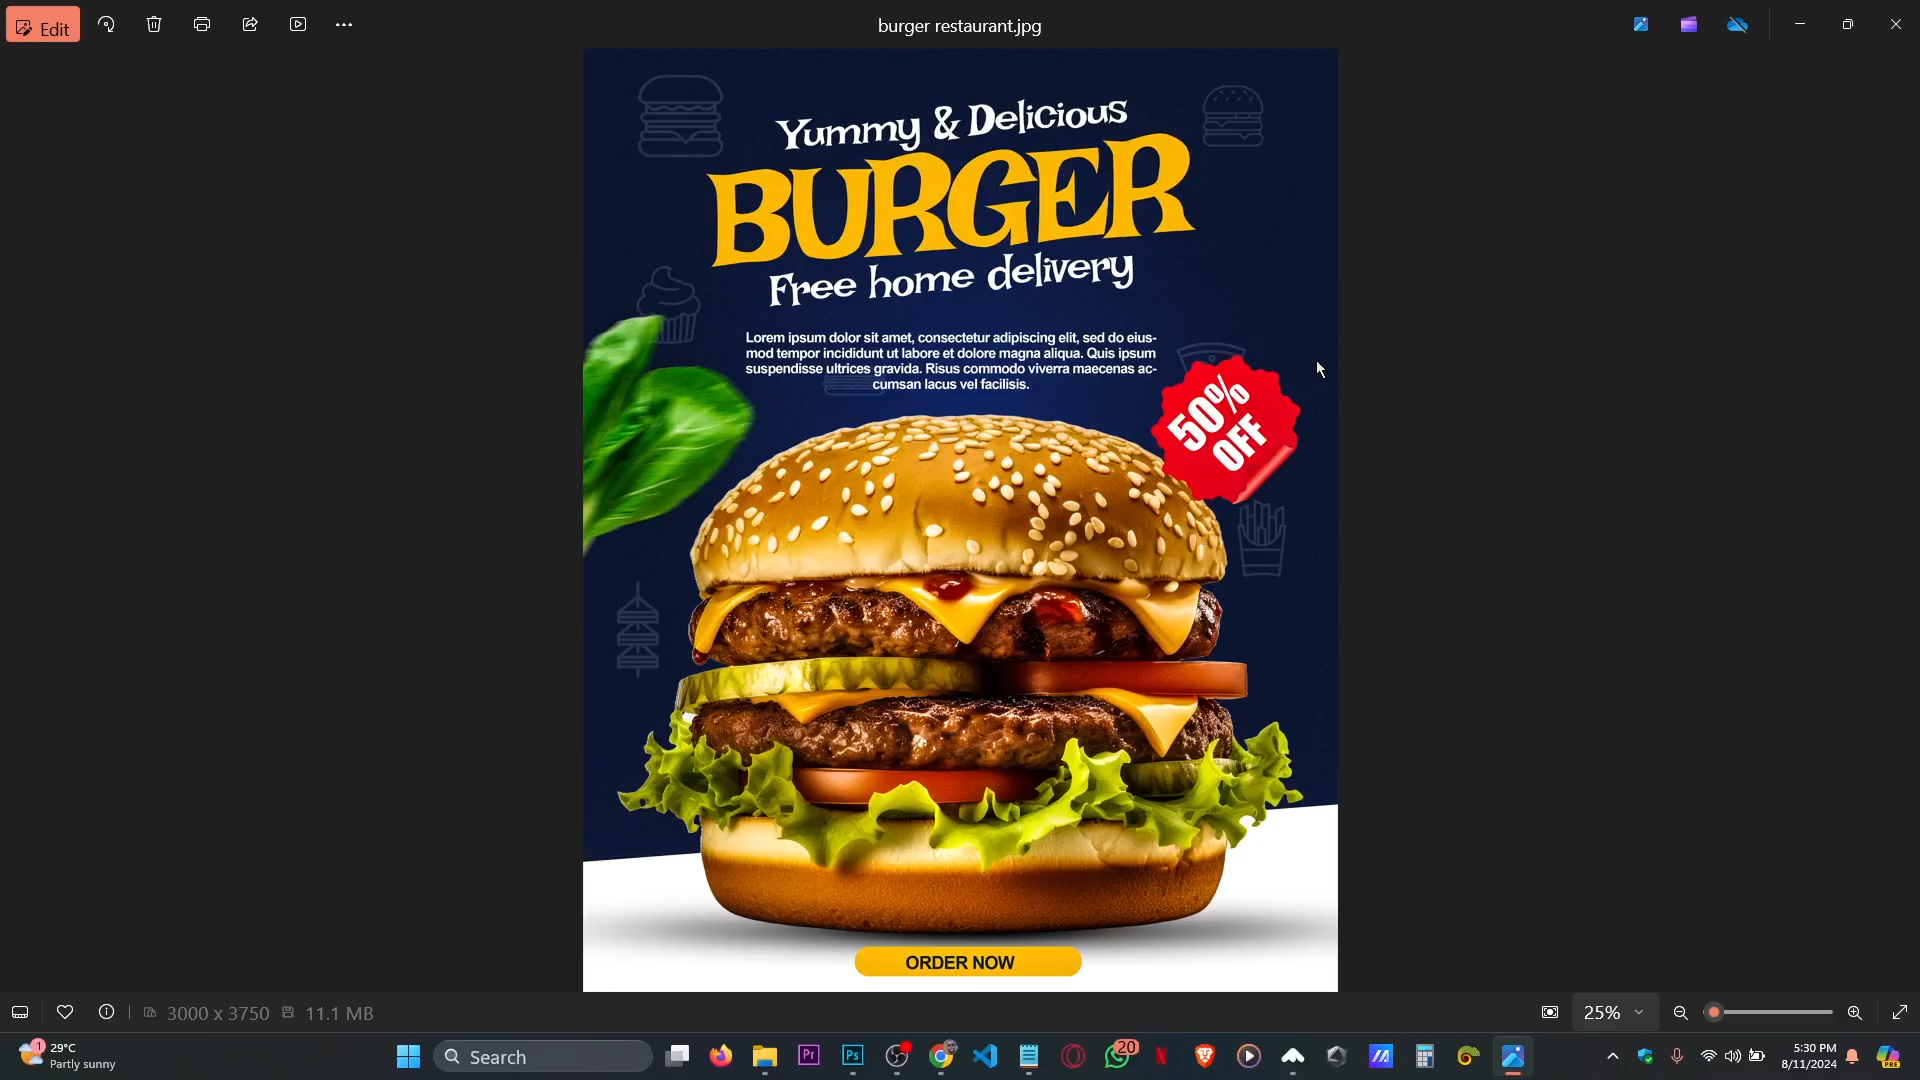 Edit
burger restaurant.jpg
Yummy & Delicious
BURGER
Free home delivery
Lorem ipsum dolor sit amet, consectetur adipiscing elit, sed do eius-
mod tempor incididunt ut labore et dolore magna aliqua. Quis ipsum
suspendisse ultrices gravida. Risus commodo viverra maecenas ac-
cumsan lacus vel facilisis.
50%
OFF
ORDER NOW
3000 x 3750
11.1 MB
25%
1
29°C
Partly sunny
Search
Pr
Ps
20
5:30 PM
8/11/2024
PRE